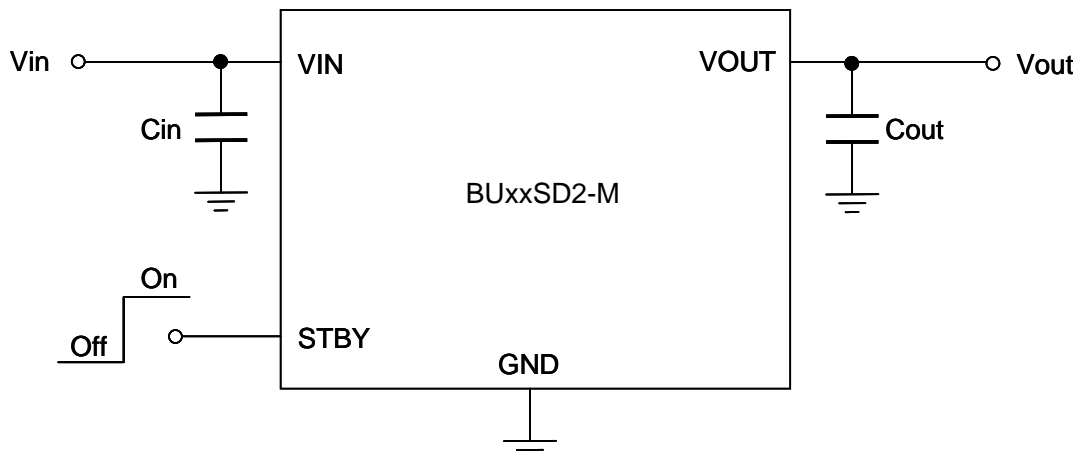 Vin
VIN
VOUT
Vout
Cin
Cout
BUxxSD2-M
On
Off
STBY
GND